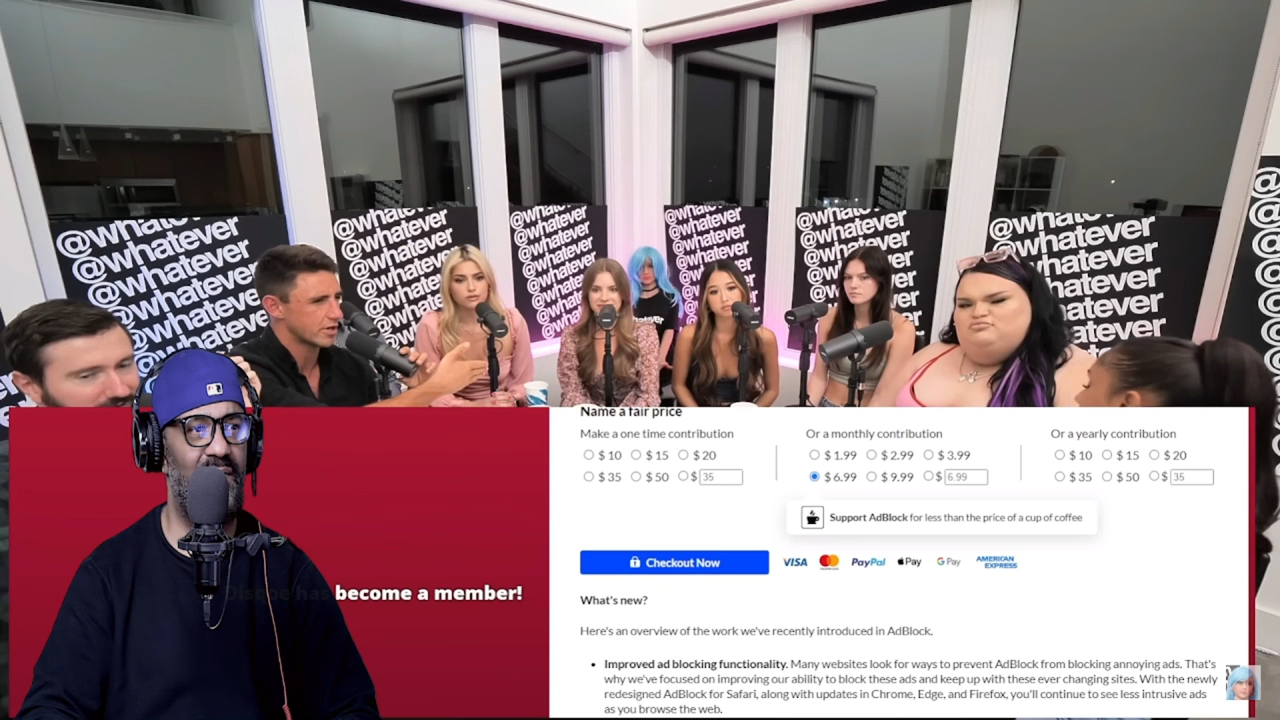 @whatever
@whatever
@whatever
@whatever
@whatever
@whatever
Name a fair price
Make a one time contribution
Or a monthly contribution
Or a yearly contribution
$ 10 $ 15 $ 20
$ 1.99 $ 2.99 $ 3.99
$ 10 $ 15 $ 20
$ 35 $ 50 $ 35
$ 6.99 $ 9.99 $ 6.99
$ 35 $ 50 $ 35
Support AdBlock for less than the price of a cup of coffee
Checkout Now
VISA
PayPal
Pay
G Pay
AMERICAN
EXPRESS
become a member!
What's new?
Here's an overview of the work we've recently introduced in AdBlock.
• Improved ad blocking functionality. Many websites look for ways to prevent AdBlock from blocking annoying ads. That's
why we've focused on improving our ability to block these ads and keep up with these ever changing sites. With the newly
redesigned AdBlock for Safari, along with updates in Chrome, Edge, and Firefox, you'll continue to see less intrusive ads
as you browse the web.